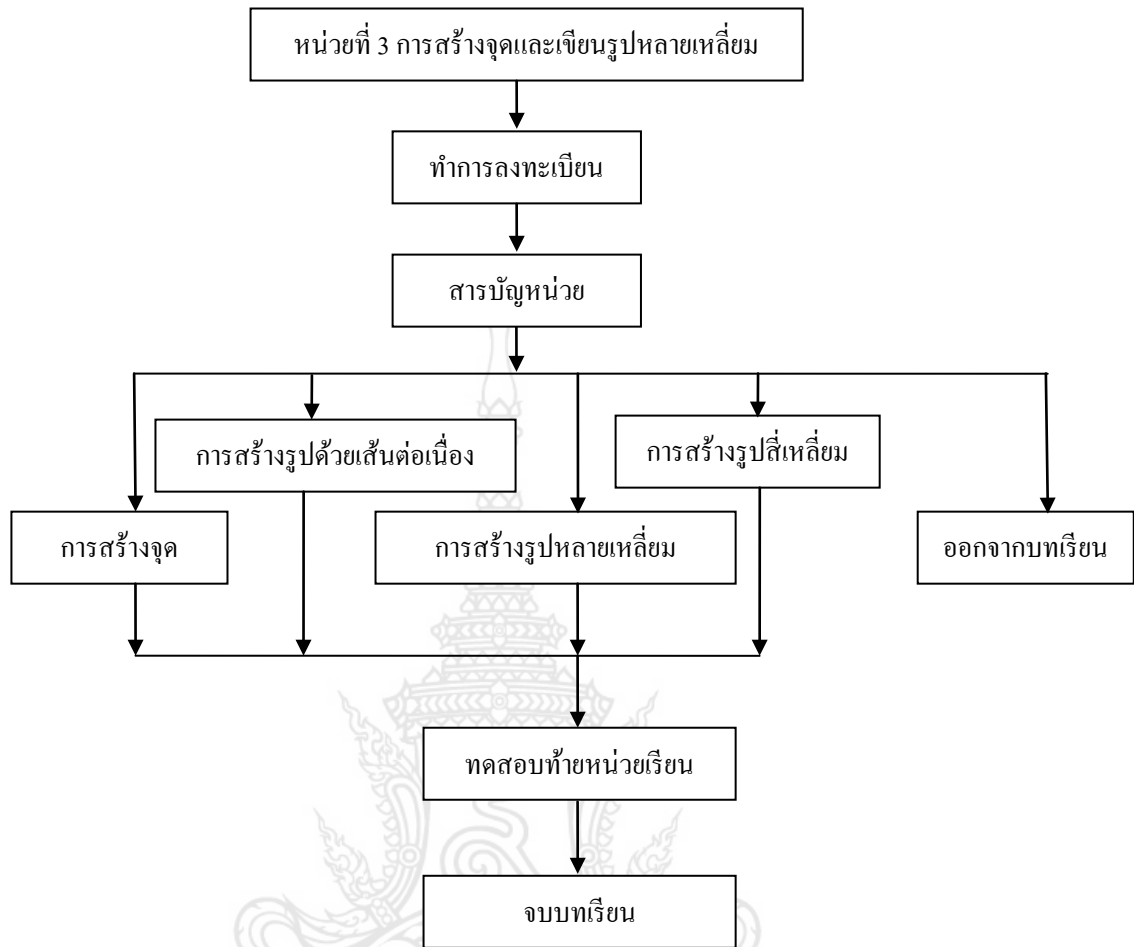 หน่วยที่ 3 การสร้างจุดและเขียนรูปหลายเหลี่ยม
ทำการลงทะเบียน
สารบัญหน่วย
การสร้างรูปด้วยเส้นต่อเนื่อง
การสร้างรูปสี่เหลี่ยม
การสร้างจุด
การสร้างรูปหลายเหลี่ยม
ออกจากบทเรียน
ทดสอบท้ายหน่วยเรียน
จบบทเรียน